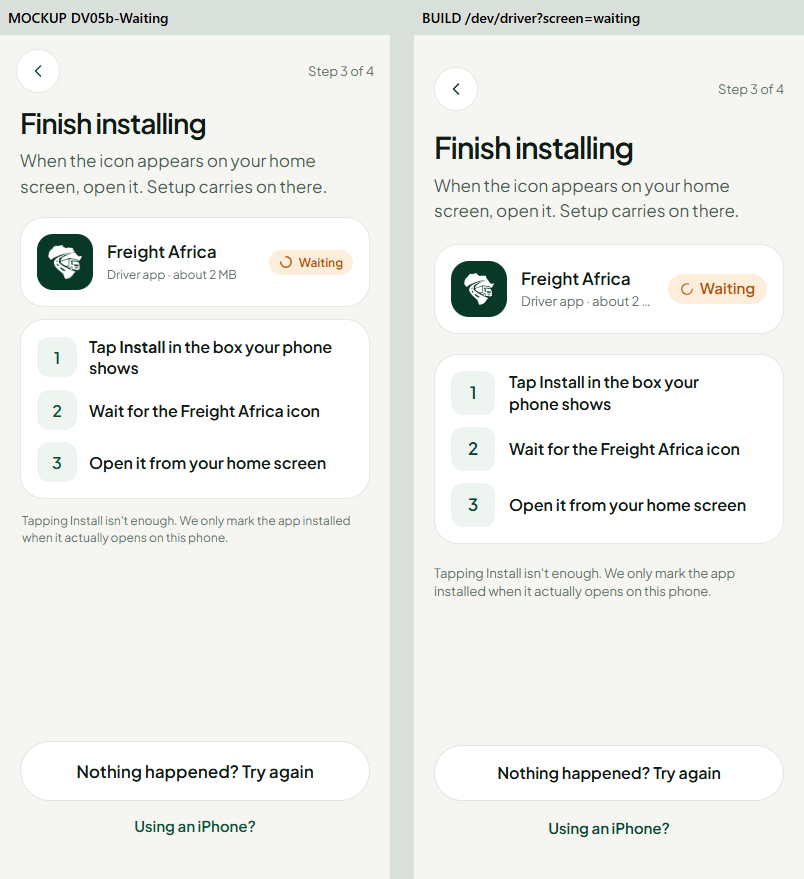 MOCKUP DV05b-Waiting
Step 3 of 4
Finish installing
When the icon appears on your home
screen, open it. Setup carries on there.
Freight Africa
Driver app · about 2 MB
Waiting
1
Tap Install in the box your phone
shows
2
Wait for the Freight Africa icon
3
Open it from your home screen
Tapping Install isn't enough. We only mark the app installed
when it actually opens on this phone.
Nothing happened? Try again
Using an iPhone?
BUILD /dev/driver?screen=waiting
Step 3 of 4
Finish installing
When the icon appears on your home
screen, open it. Setup carries on there.
Freight Africa
Driver app · about 2 ...
Waiting
1
Tap Install in the box your
phone shows
2
Wait for the Freight Africa icon
3
Open it from your home screen
Tapping Install isn't enough. We only mark the app
installed when it actually opens on this phone.
Nothing happened? Try again
Using an iPhone?